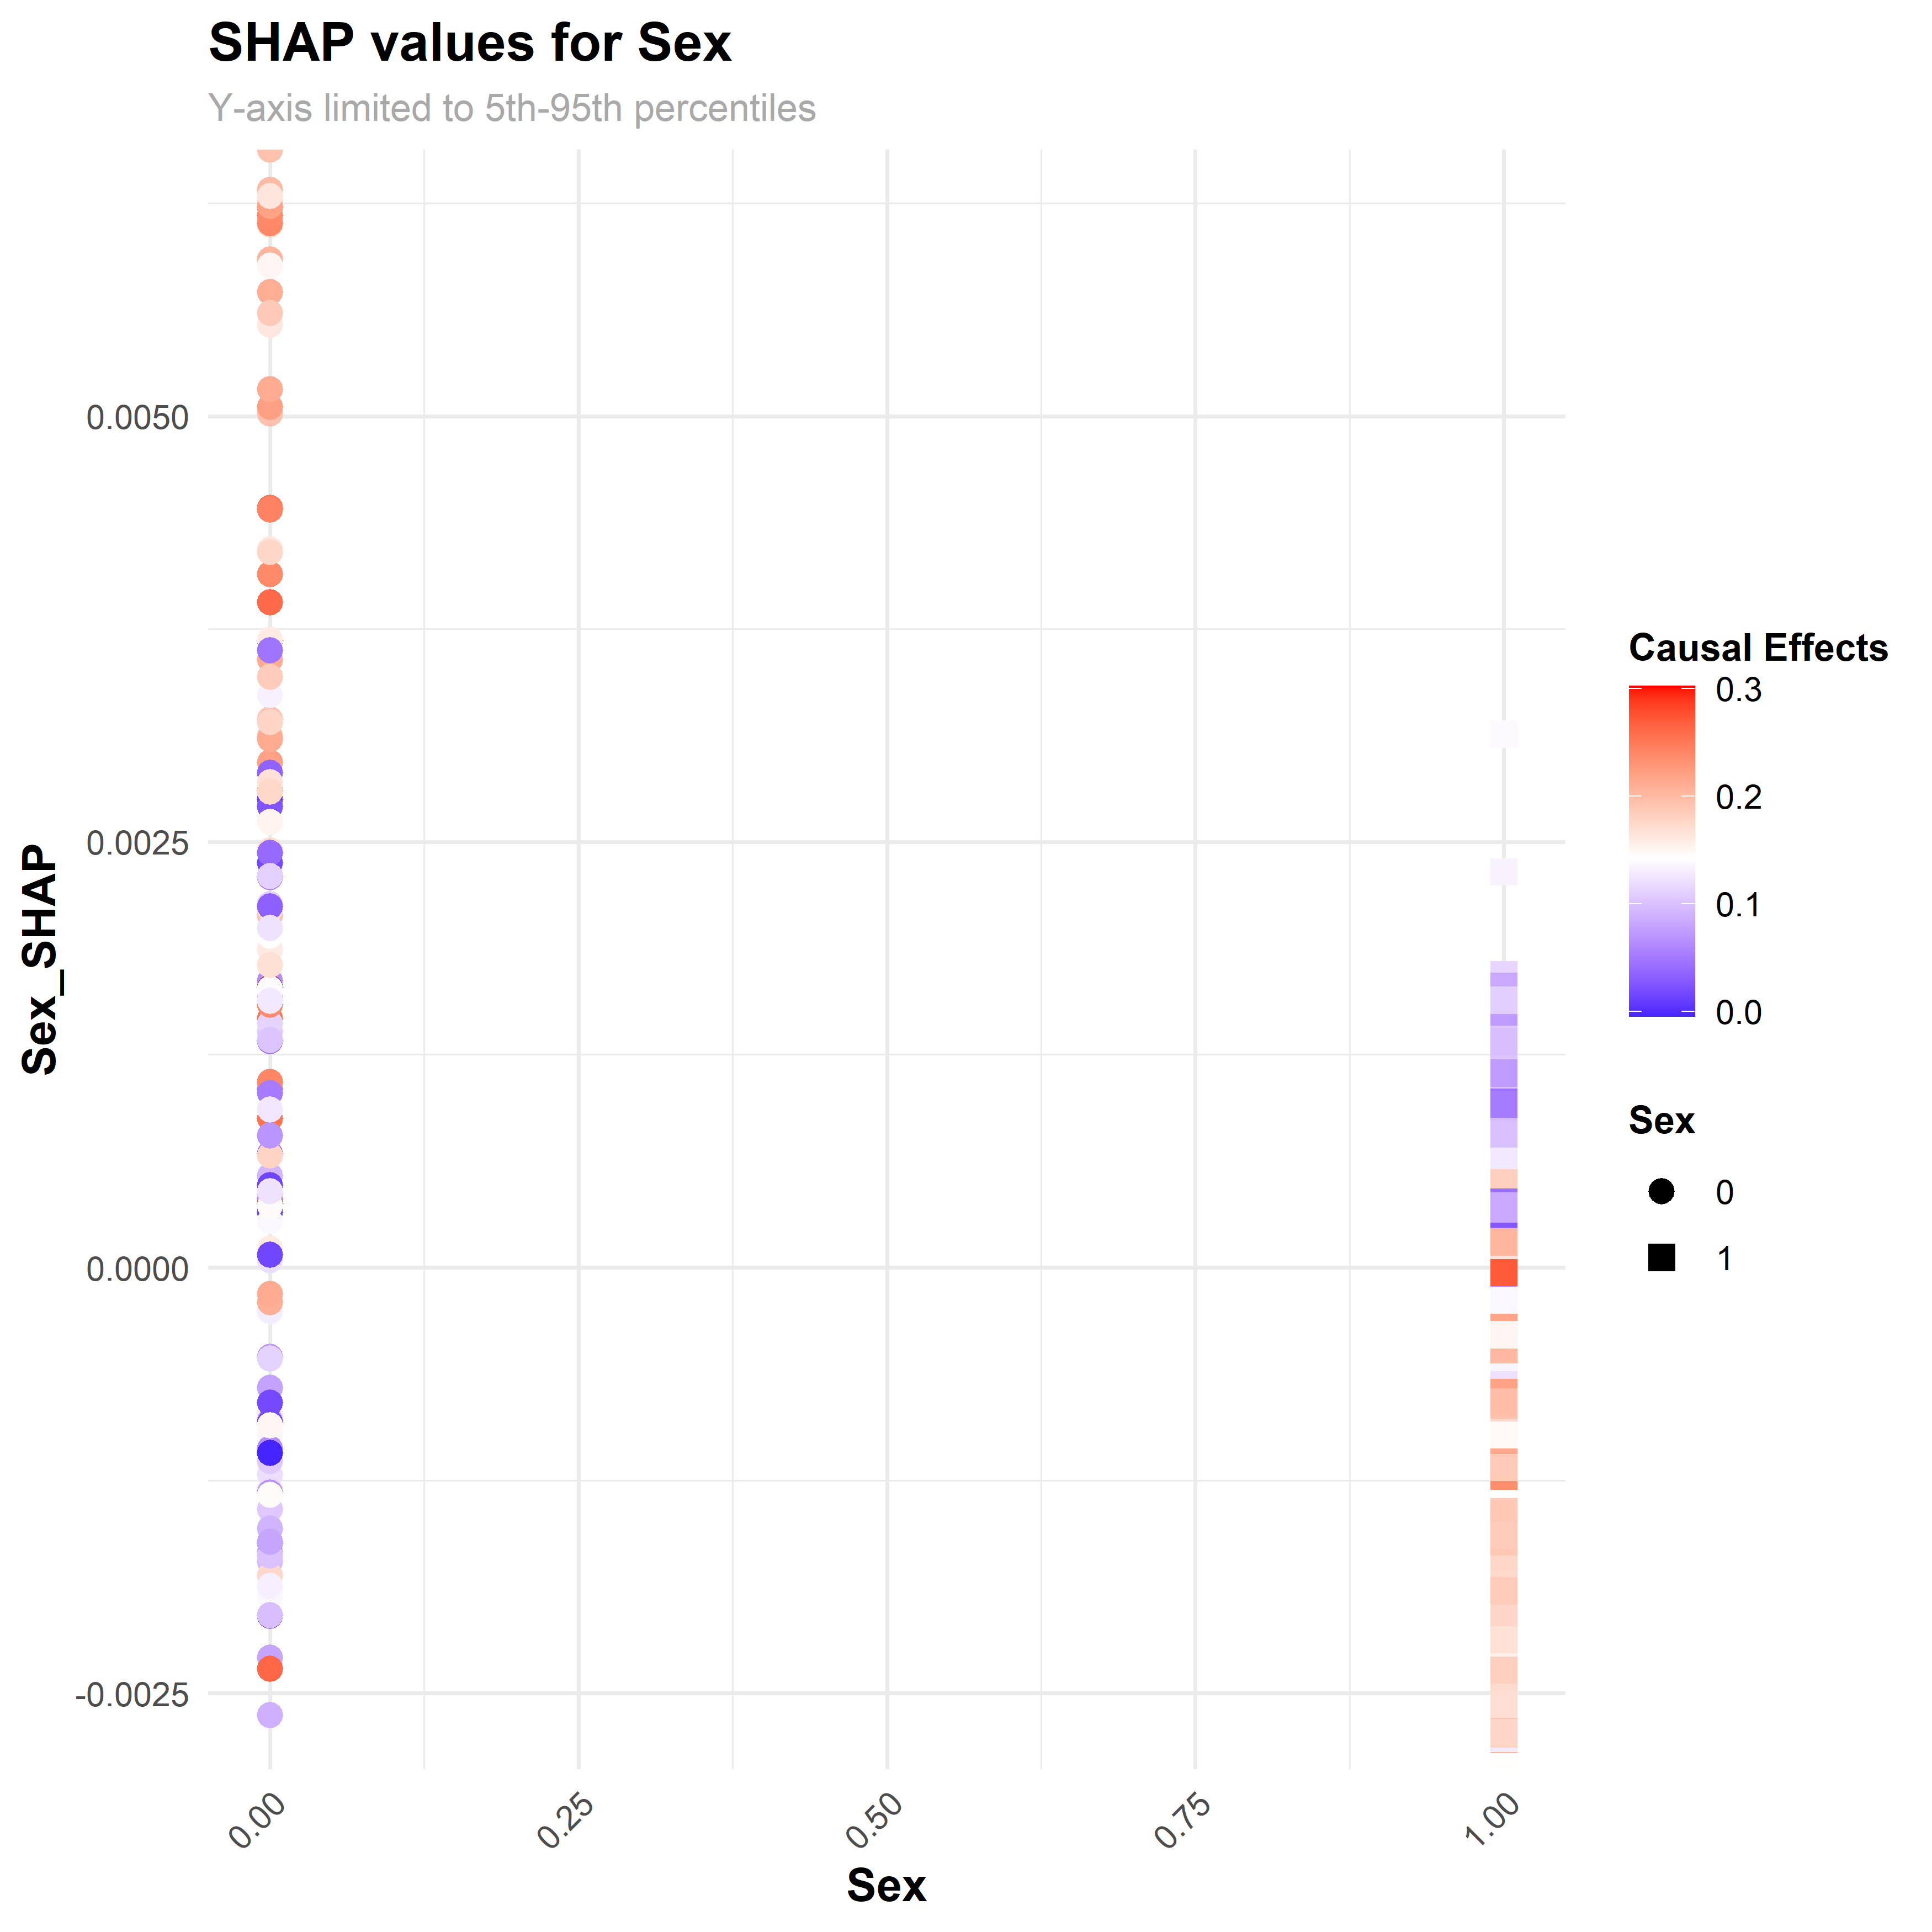 SHAP values for Sex
Y-axis limited to 5th-95th percentiles
Sex_SHAP
0.0050
0.0025
0.0000
-0.0025
0.00
0.25
0.50
0.75
1.00
Sex
Causal Effects
0.3
0.2
0.1
0.0
Sex
0
1